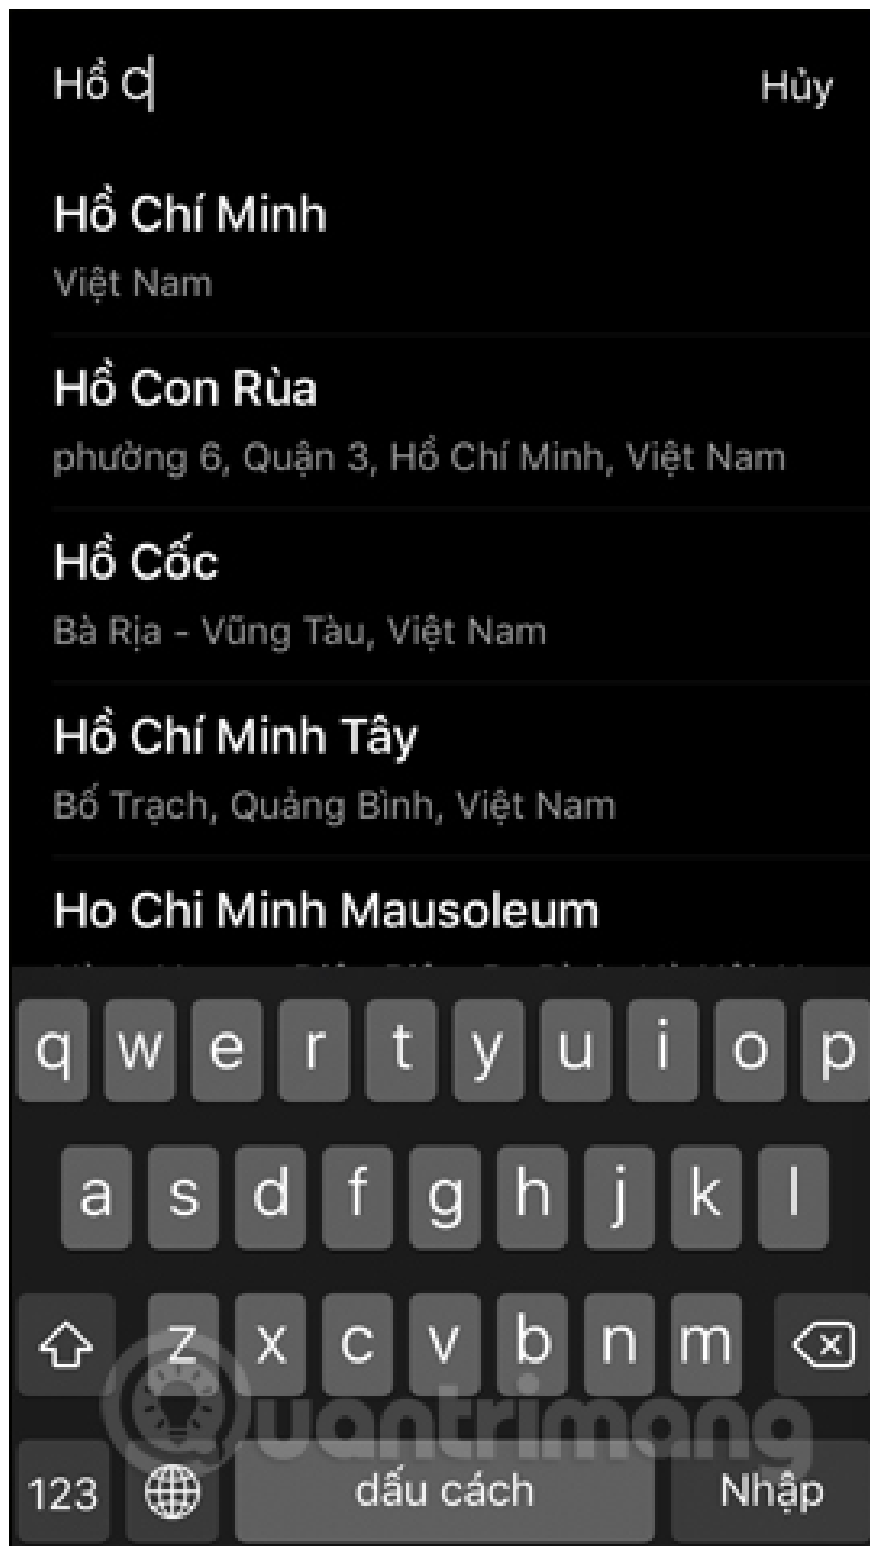 Hồ C
Hủy
Hồ Chí Minh
Việt Nam
Hồ Con Rùa
phường 6, Quận 3, Hồ Chí Minh, Việt Nam
Hồ Cốc
Bà Rịa - Vũng Tàu, Việt Nam
Hồ Chí Minh Tây
Bố Trạch, Quảng Bình, Việt Nam
Ho Chi Minh Mausoleum
q w e r t y u i o p
a s d f g h j k l
z x c v b n m
Quantrimang
123 dấu cách Nhập